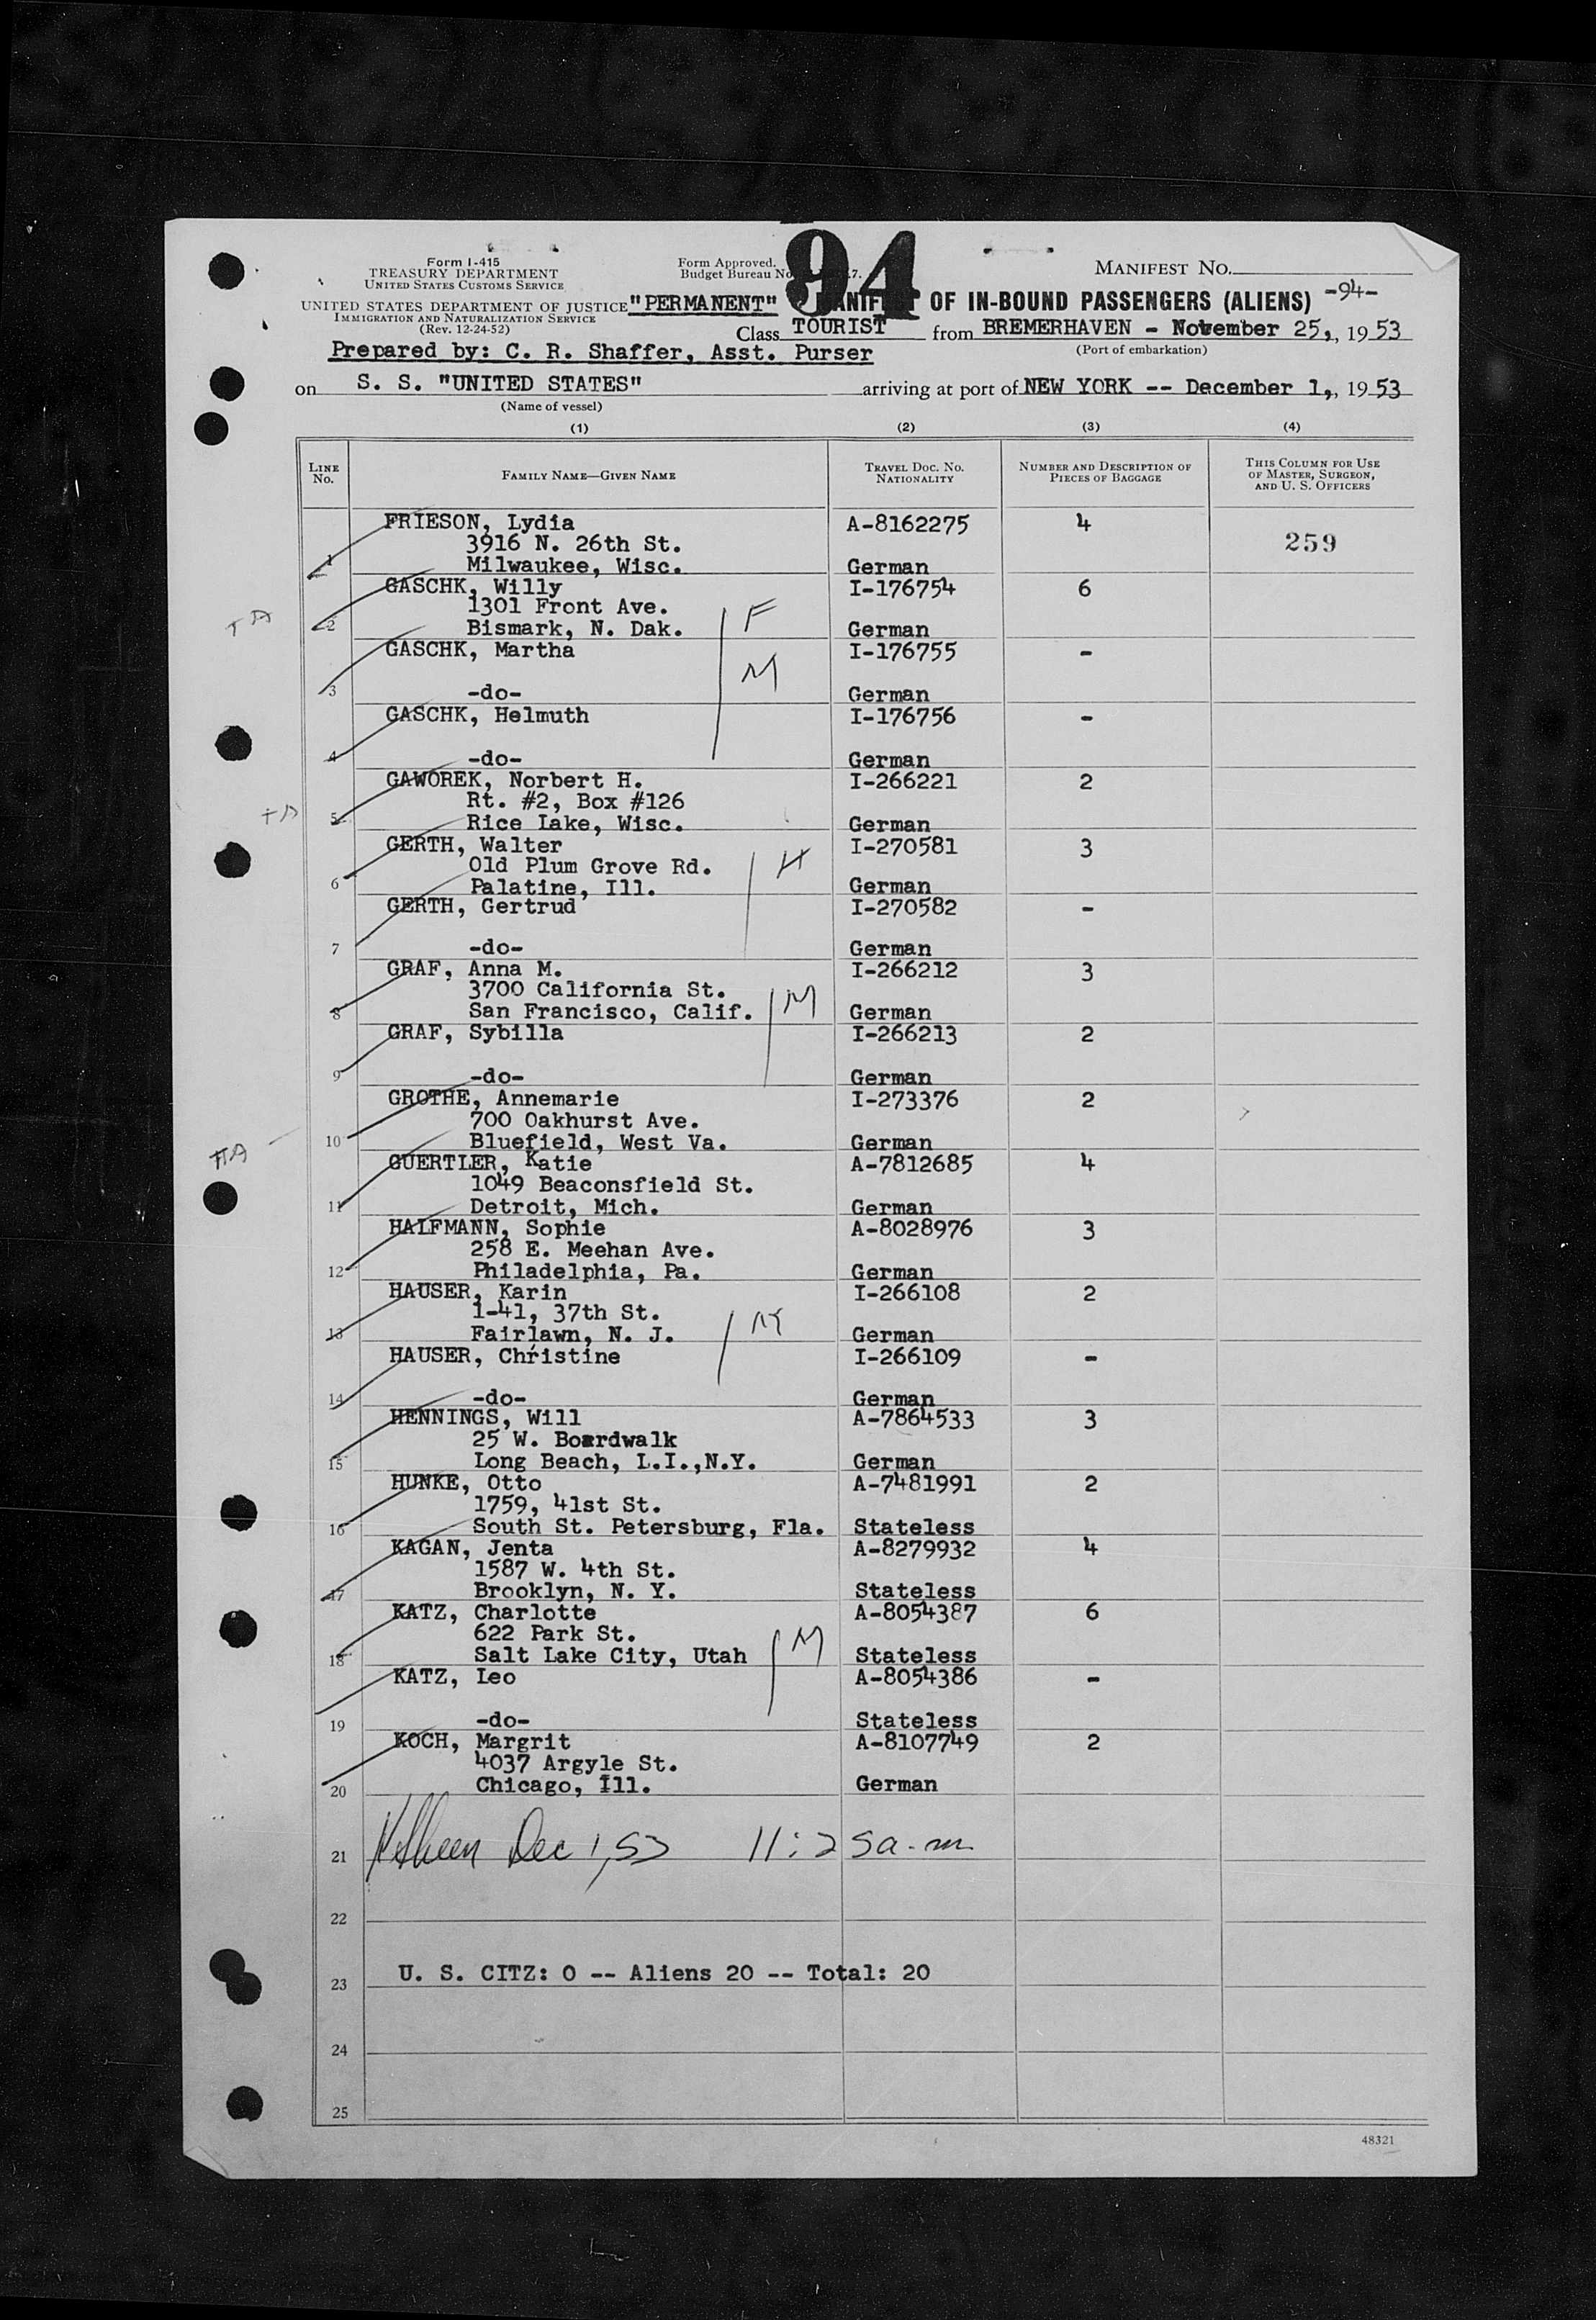 94
Form I-415
TREASURY DEPARTMENT
UNITED STATES CUSTOMS SERVICE
UNITED STATES DEPARTMENT OF JUSTICE
IMMIGRATION AND NATURALIZATION SERVICE
(Rev. 12-24-52)
Form Approved.
Budget Bureau No. 7.
MANIFEST NO.
"PERMANENT" MANIFEST OF IN-BOUND PASSENGERS (ALIENS) -94-
Class TOURIST from BREMERHAVEN - November 25,, 1953
(Port of embarkation)
Prepared by: C. R. Shaffer, Asst. Purser
on S. S. "UNITED STATES" arriving at port of NEW YORK -- December 1,, 1953
(Name of vessel)
(1) (2) (3) (4)
LINE NO. FAMILY NAME—GIVEN NAME TRAVEL DOC. NO. NATIONALITY NUMBER AND DESCRIPTION OF PIECES OF BAGGAGE THIS COLUMN FOR USE OF MASTER, SURGEON, AND U. S. OFFICERS
FRIESON, Lydia A-8162275 4
3916 N. 26th St. 259
1 Milwaukee, Wisc. German
GASCHK, Willy I-176754 6
1301 Front Ave. F
TA 2 Bismark, N. Dak. German
GASCHK, Martha I-176755 -
M
3 -do- German
GASCHK, Helmuth I-176756 -
4 -do- German
GAWOREK, Norbert H. I-266221 2
Rt. #2, Box #126
TA 5 Rice Lake, Wisc. German
GERTH, Walter I-270581 3
Old Plum Grove Rd. H
6 Palatine, Ill. German
GERTH, Gertrud I-270582 -
7 -do- German
GRAF, Anna M. I-266212 3
3700 California St. M
8 San Francisco, Calif. German
GRAF, Sybilla I-266213 2
9 -do- German
GROTHE, Annemarie I-273376 2
700 Oakhurst Ave.
10 Bluefield, West Va. German
GUERTLER, Katie A-7812685 4
1049 Beaconsfield St.
11 Detroit, Mich. German
HALFMANN, Sophie A-8028976 3
258 E. Meehan Ave.
12 Philadelphia, Pa. German
HAUSER, Karin I-266108 2
1-41, 37th St. M
13 Fairlawn, N. J. German
HAUSER, Christine I-266109 -
14 -do- German
HENNINGS, Will A-7864533 3
25 W. Boardwalk
15 Long Beach, L.I.,N.Y. German
HUNKE, Otto A-7481991 2
1759, 41st St.
16 South St. Petersburg, Fla. Stateless
KAGAN, Jenta A-8279932 4
1587 W. 4th St.
17 Brooklyn, N. Y. Stateless
KATZ, Charlotte A-8054387 6
622 Park St. M
18 Salt Lake City, Utah Stateless
KATZ, Leo A-8054386 -
19 -do- Stateless
KOCH, Margrit A-8107749 2
4037 Argyle St.
20 Chicago, Ill. German
21 Dec 1, 53 11:25 a.m.
22
23 U. S. CITZ: 0 -- Aliens 20 -- Total: 20
24
25
48321